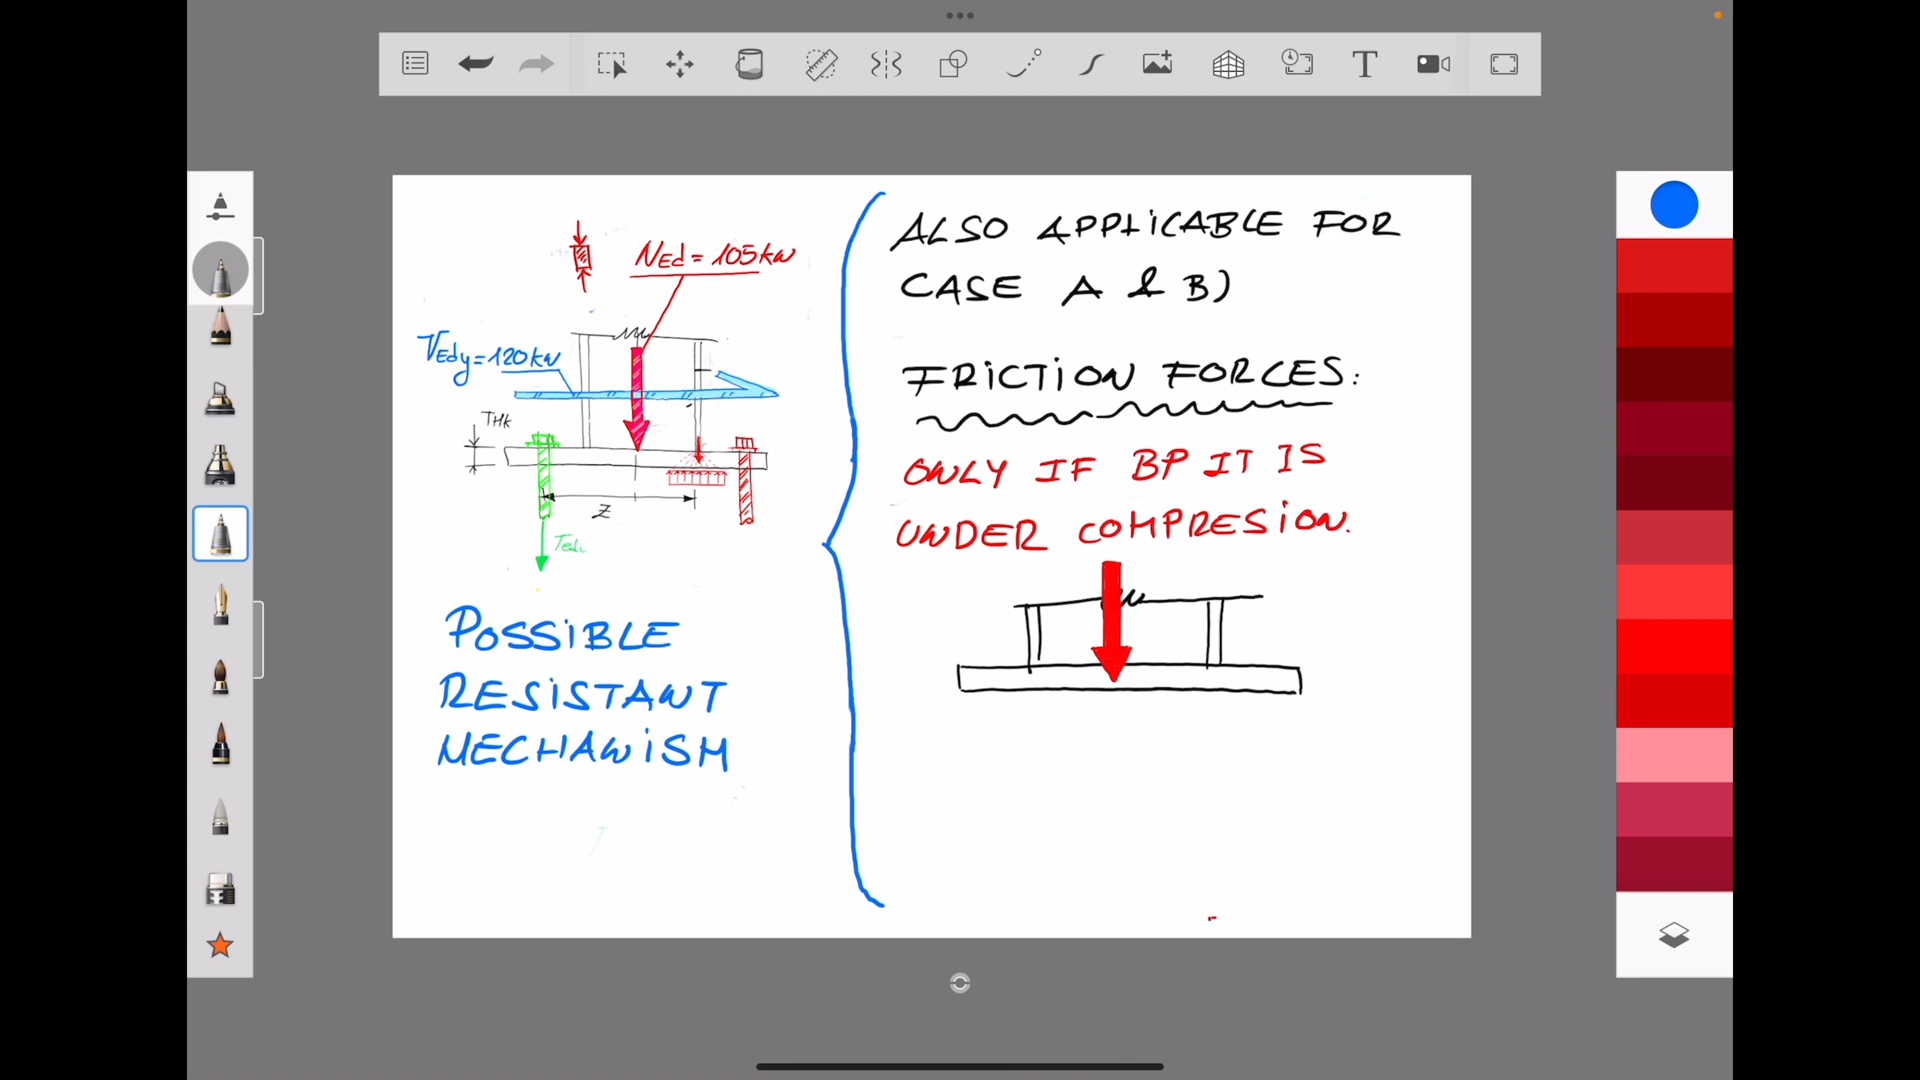 NEd = 105kN
VEdy = 120kN
THK
Z
POSSiBLE
RESiSTANT
MECHANiSM
ALSO APPLiCABLE FOR
CASE A & B)
FRiCTiON FORCES:
ONLY IF BP IT IS
UNDER COMPRESiON.
T